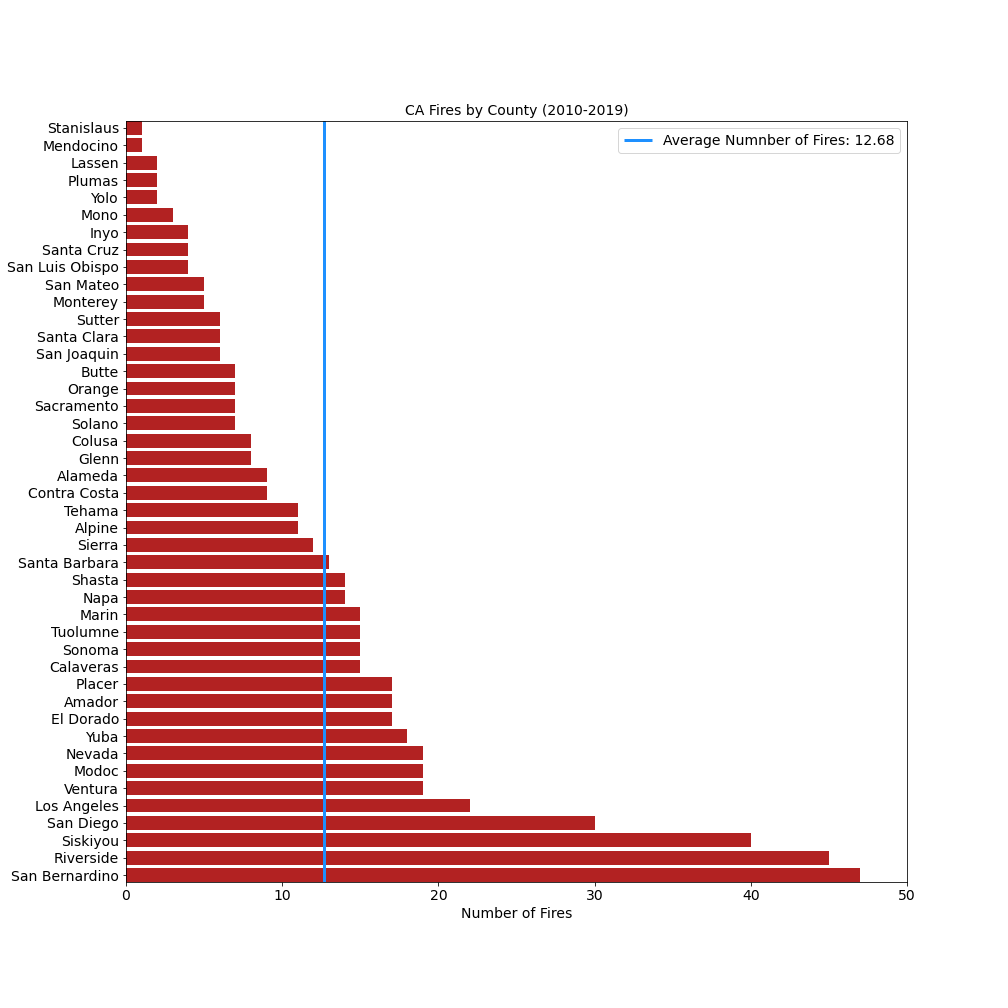 CA Fires by County (2010-2019)
Average Numnber of Fires: 12.68
Stanislaus
Mendocino
Lassen
Plumas
Yolo
Mono
Inyo
Santa Cruz
San Luis Obispo
San Mateo
Monterey
Sutter
Santa Clara
San Joaquin
Butte
Orange
Sacramento
Solano
Colusa
Glenn
Alameda
Contra Costa
Tehama
Alpine
Sierra
Santa Barbara
Shasta
Napa
Marin
Tuolumne
Sonoma
Calaveras
Placer
Amador
El Dorado
Yuba
Nevada
Modoc
Ventura
Los Angeles
San Diego
Siskiyou
Riverside
San Bernardino
0 10 20 30 40 50
Number of Fires